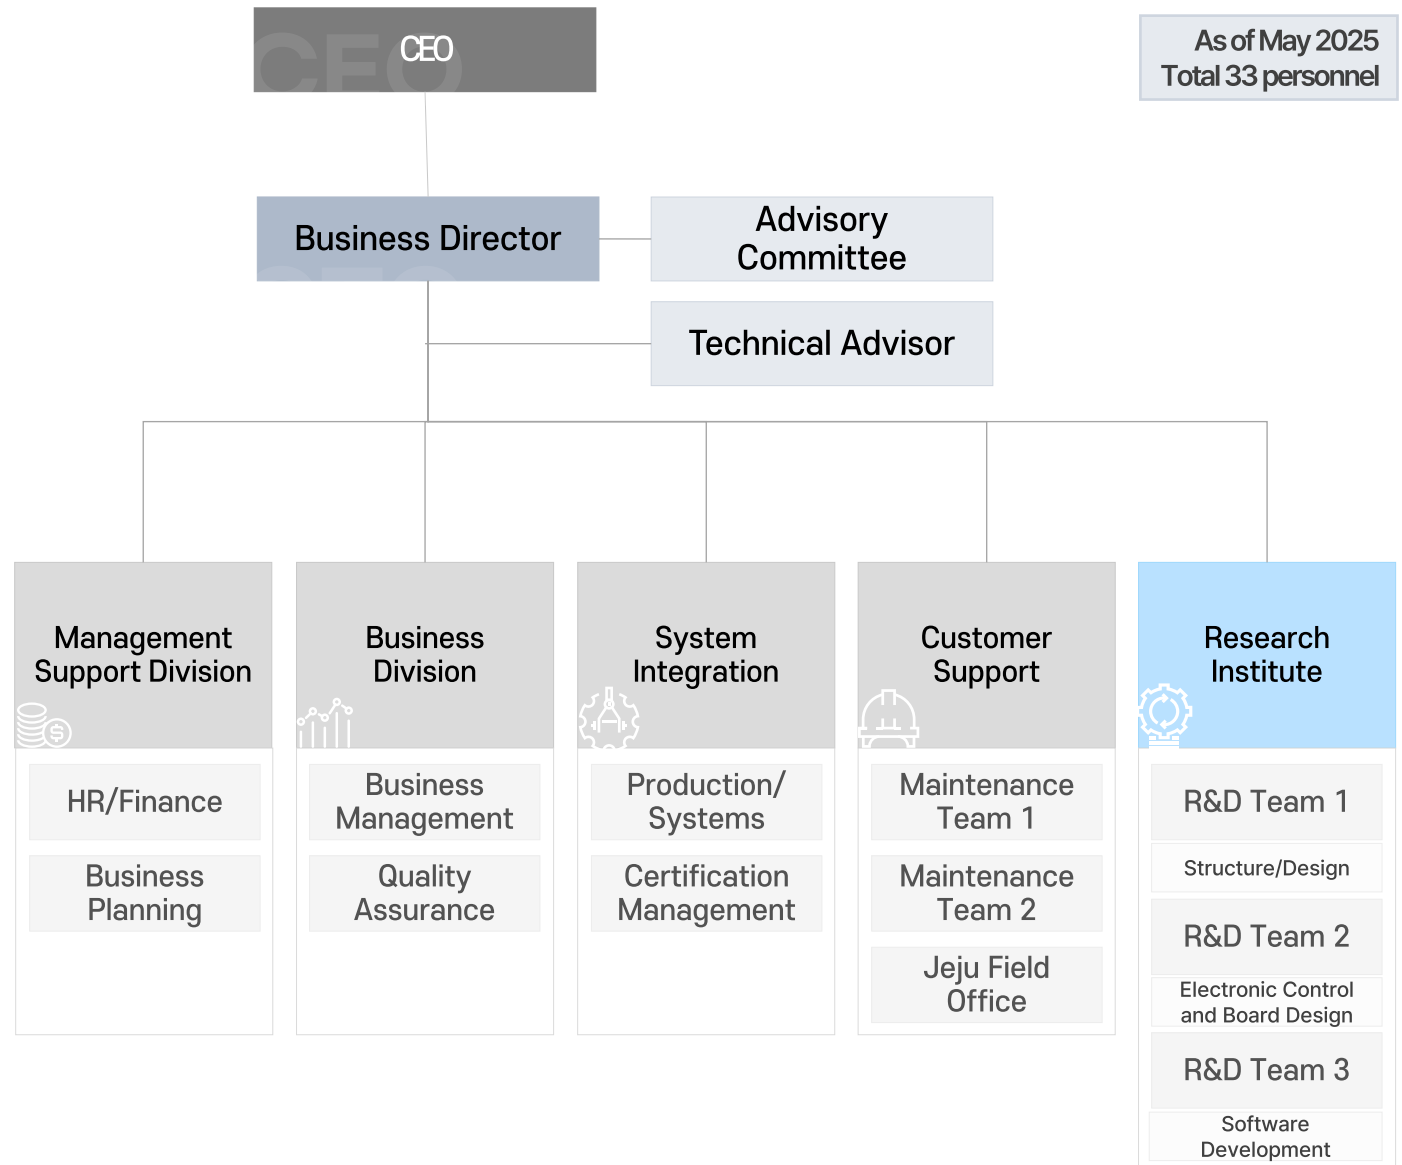 CEO
As of May 2025
Total 33 personnel
Business Director
Advisory
Committee
Technical Advisor
Management
Support Division
Business
Division
System
Integration
Customer
Support
Research
Institute
HR/Finance
Business
Planning
Business
Management
Quality
Assurance
Production/
Systems
Certification
Management
Maintenance
Team 1
Maintenance
Team 2
Jeju Field
Office
R&D Team 1
Structure/Design
R&D Team 2
Electronic Control
and Board Design
R&D Team 3
Software
Development